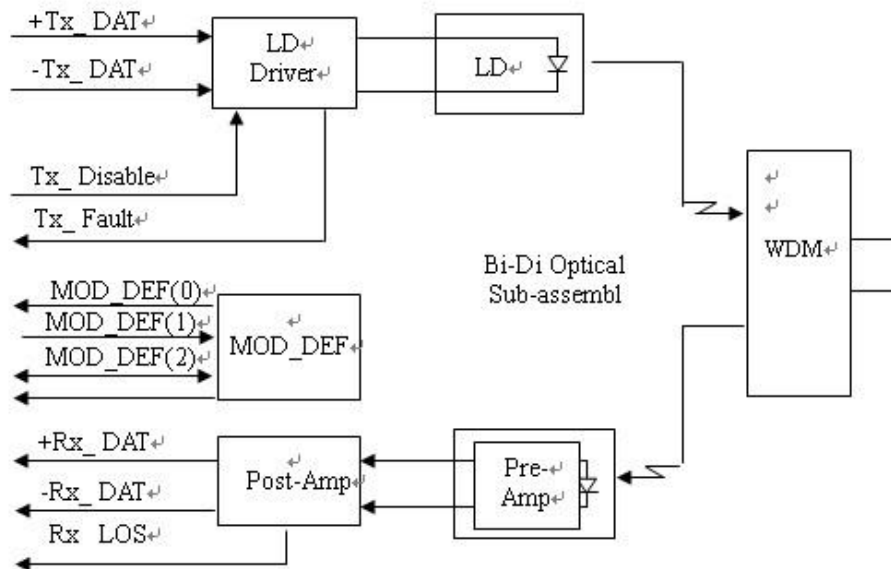 +Tx_ DAT
-Tx_ DAT
LD
Driver
LD
Tx_ Disable
Tx_ Fault
WDM
Bi-Di Optical
Sub-assembl
MOD_DEF(0)
MOD_DEF(1)
MOD_DEF(2)
MOD_DEF
+Rx_ DAT
-Rx_ DAT
Rx LOS
Post-Amp
Pre-
Amp